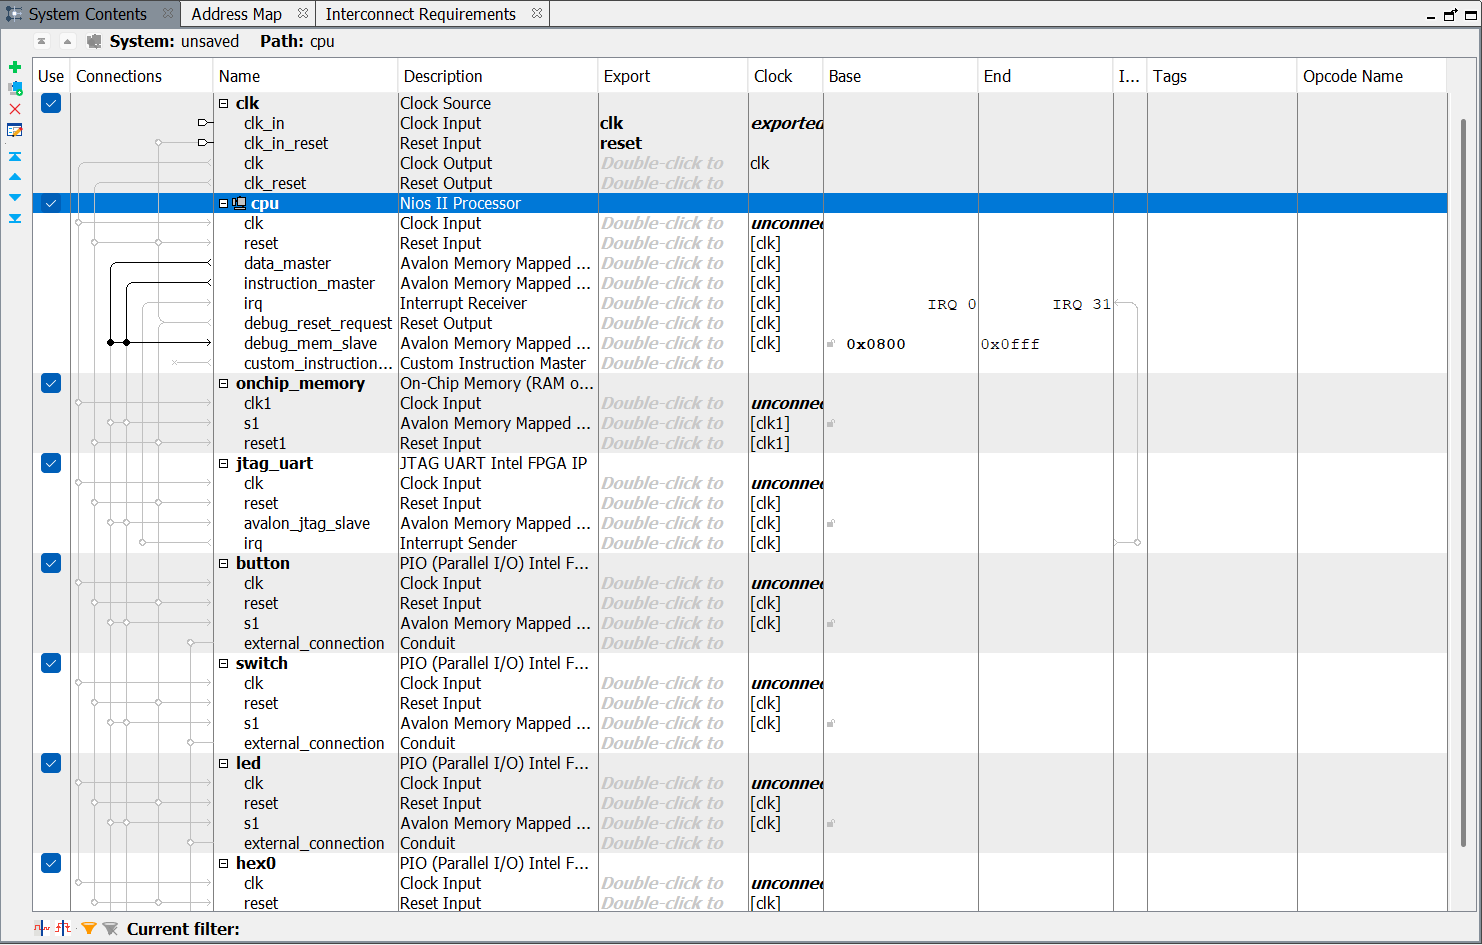 System Contents Address Map Interconnect Requirements
System: unsaved Path: cpu
Use Connections Name Description Export Clock Base End I... Tags Opcode Name
clk Clock Source
clk_in Clock Input clk exported
clk_in_reset Reset Input reset
clk Clock Output Double-click to clk
clk_reset Reset Output Double-click to
cpu Nios II Processor
clk Clock Input Double-click to unconnec
reset Reset Input Double-click to [clk]
data_master Avalon Memory Mapped ... Double-click to [clk]
instruction_master Avalon Memory Mapped ... Double-click to [clk]
irq Interrupt Receiver Double-click to [clk] IRQ 0 IRQ 31
debug_reset_request Reset Output Double-click to [clk]
debug_mem_slave Avalon Memory Mapped ... Double-click to [clk] 0x0800 0x0fff
custom_instruction... Custom Instruction Master Double-click to
onchip_memory On-Chip Memory (RAM o...
clk1 Clock Input Double-click to unconnec
s1 Avalon Memory Mapped ... Double-click to [clk1]
reset1 Reset Input Double-click to [clk1]
jtag_uart JTAG UART Intel FPGA IP
clk Clock Input Double-click to unconnec
reset Reset Input Double-click to [clk]
avalon_jtag_slave Avalon Memory Mapped ... Double-click to [clk]
irq Interrupt Sender Double-click to [clk]
button PIO (Parallel I/O) Intel F...
clk Clock Input Double-click to unconnec
reset Reset Input Double-click to [clk]
s1 Avalon Memory Mapped ... Double-click to [clk]
external_connection Conduit Double-click to
switch PIO (Parallel I/O) Intel F...
clk Clock Input Double-click to unconnec
reset Reset Input Double-click to [clk]
s1 Avalon Memory Mapped ... Double-click to [clk]
external_connection Conduit Double-click to
led PIO (Parallel I/O) Intel F...
clk Clock Input Double-click to unconnec
reset Reset Input Double-click to [clk]
s1 Avalon Memory Mapped ... Double-click to [clk]
external_connection Conduit Double-click to
hex0 PIO (Parallel I/O) Intel F...
clk Clock Input Double-click to unconnec
reset Reset Input Double-click to [clk]
Current filter: